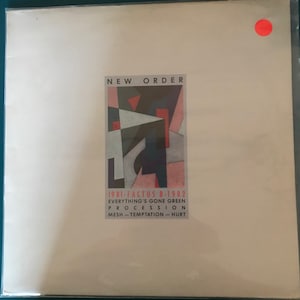 NEW ORDER
1981-FACTUS 8-1982
EVERYTHING'S GONE GREEN
PROCESSION
MESH – TEMPTATION – HURT